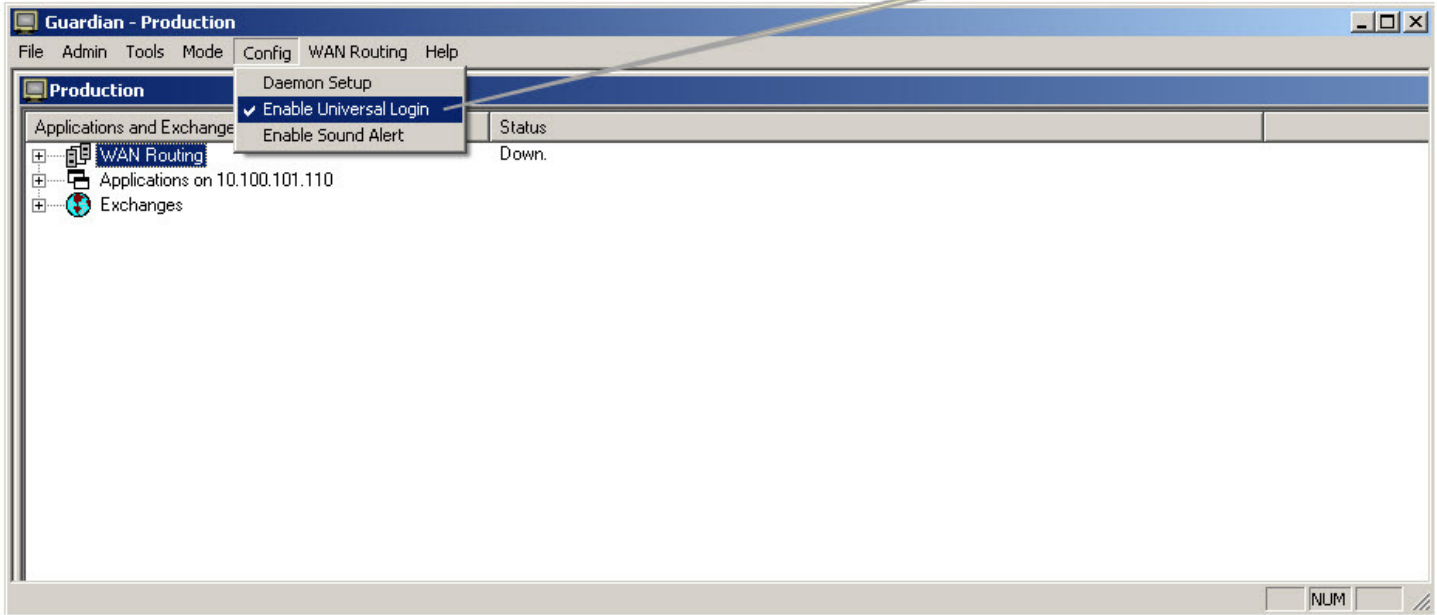 Guardian - Production
File Admin Tools Mode Config WAN Routing Help
Production
Daemon Setup
Enable Universal Login
Enable Sound Alert
Applications and Exchange
Status
WAN Routing
Down.
Applications on 10.100.101.110
Exchanges
NUM